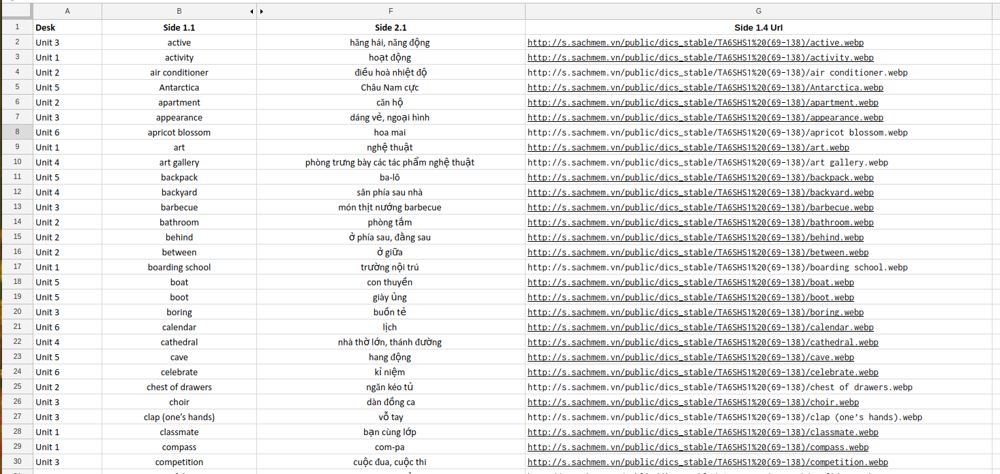 A B F G
1 Desk Side 1.1 Side 2.1 Side 1.4 Url
2 Unit 3 active hăng hái, năng động http://s.sachmem.vn/public/dics_stable/TA6SHS1%20(69-138)/active.webp
3 Unit 1 activity hoạt động http://s.sachmem.vn/public/dics_stable/TA6SHS1%20(69-138)/activity.webp
4 Unit 2 air conditioner điều hoà nhiệt độ http://s.sachmem.vn/public/dics_stable/TA6SHS1%20(69-138)/air conditioner.webp
5 Unit 5 Antarctica Châu Nam cực http://s.sachmem.vn/public/dics_stable/TA6SHS1%20(69-138)/Antarctica.webp
6 Unit 2 apartment căn hộ http://s.sachmem.vn/public/dics_stable/TA6SHS1%20(69-138)/apartment.webp
7 Unit 3 appearance dáng vẻ, ngoại hình http://s.sachmem.vn/public/dics_stable/TA6SHS1%20(69-138)/appearance.webp
8 Unit 6 apricot blossom hoa mai http://s.sachmem.vn/public/dics_stable/TA6SHS1%20(69-138)/apricot blossom.webp
9 Unit 1 art nghệ thuật http://s.sachmem.vn/public/dics_stable/TA6SHS1%20(69-138)/art.webp
10 Unit 4 art gallery phòng trưng bày các tác phẩm nghệ thuật http://s.sachmem.vn/public/dics_stable/TA6SHS1%20(69-138)/art gallery.webp
11 Unit 5 backpack ba-lô http://s.sachmem.vn/public/dics_stable/TA6SHS1%20(69-138)/backpack.webp
12 Unit 4 backyard sân phía sau nhà http://s.sachmem.vn/public/dics_stable/TA6SHS1%20(69-138)/backyard.webp
13 Unit 3 barbecue món thịt nướng barbecue http://s.sachmem.vn/public/dics_stable/TA6SHS1%20(69-138)/barbecue.webp
14 Unit 2 bathroom phòng tắm http://s.sachmem.vn/public/dics_stable/TA6SHS1%20(69-138)/bathroom.webp
15 Unit 2 behind ở phía sau, đằng sau http://s.sachmem.vn/public/dics_stable/TA6SHS1%20(69-138)/behind.webp
16 Unit 2 between ở giữa http://s.sachmem.vn/public/dics_stable/TA6SHS1%20(69-138)/between.webp
17 Unit 1 boarding school trường nội trú http://s.sachmem.vn/public/dics_stable/TA6SHS1%20(69-138)/boarding school.webp
18 Unit 5 boat con thuyền http://s.sachmem.vn/public/dics_stable/TA6SHS1%20(69-138)/boat.webp
19 Unit 5 boot giày ủng http://s.sachmem.vn/public/dics_stable/TA6SHS1%20(69-138)/boot.webp
20 Unit 3 boring buồn tẻ http://s.sachmem.vn/public/dics_stable/TA6SHS1%20(69-138)/boring.webp
21 Unit 6 calendar lịch http://s.sachmem.vn/public/dics_stable/TA6SHS1%20(69-138)/calendar.webp
22 Unit 4 cathedral nhà thờ lớn, thánh đường http://s.sachmem.vn/public/dics_stable/TA6SHS1%20(69-138)/cathedral.webp
23 Unit 5 cave hang động http://s.sachmem.vn/public/dics_stable/TA6SHS1%20(69-138)/cave.webp
24 Unit 6 celebrate kỉ niệm http://s.sachmem.vn/public/dics_stable/TA6SHS1%20(69-138)/celebrate.webp
25 Unit 2 chest of drawers ngăn kéo tủ http://s.sachmem.vn/public/dics_stable/TA6SHS1%20(69-138)/chest of drawers.webp
26 Unit 3 choir dàn đồng ca http://s.sachmem.vn/public/dics_stable/TA6SHS1%20(69-138)/choir.webp
27 Unit 3 clap (one’s hands) vỗ tay http://s.sachmem.vn/public/dics_stable/TA6SHS1%20(69-138)/clap (one’s hands).webp
28 Unit 1 classmate bạn cùng lớp http://s.sachmem.vn/public/dics_stable/TA6SHS1%20(69-138)/classmate.webp
29 Unit 1 compass com-pa http://s.sachmem.vn/public/dics_stable/TA6SHS1%20(69-138)/compass.webp
30 Unit 3 competition cuộc đua, cuộc thi http://s.sachmem.vn/public/dics_stable/TA6SHS1%20(69-138)/competition.webp